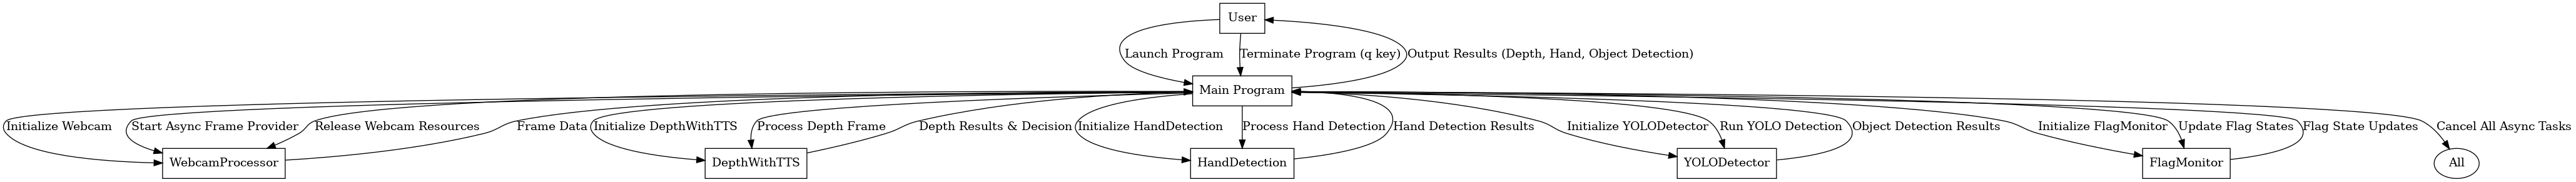 User
Launch Program
Terminate Program (q key)
Output Results (Depth, Hand, Object Detection)
Main Program
Initialize Webcam
Start Async Frame Provider
Release Webcam Resources
Frame Data
Initialize DepthWithTTS
Process Depth Frame
Depth Results & Decision
Initialize HandDetection
Process Hand Detection
Hand Detection Results
Initialize YOLODetector
Run YOLO Detection
Object Detection Results
Initialize FlagMonitor
Update Flag States
Flag State Updates
Cancel All Async Tasks
WebcamProcessor
DepthWithTTS
HandDetection
YOLODetector
FlagMonitor
All